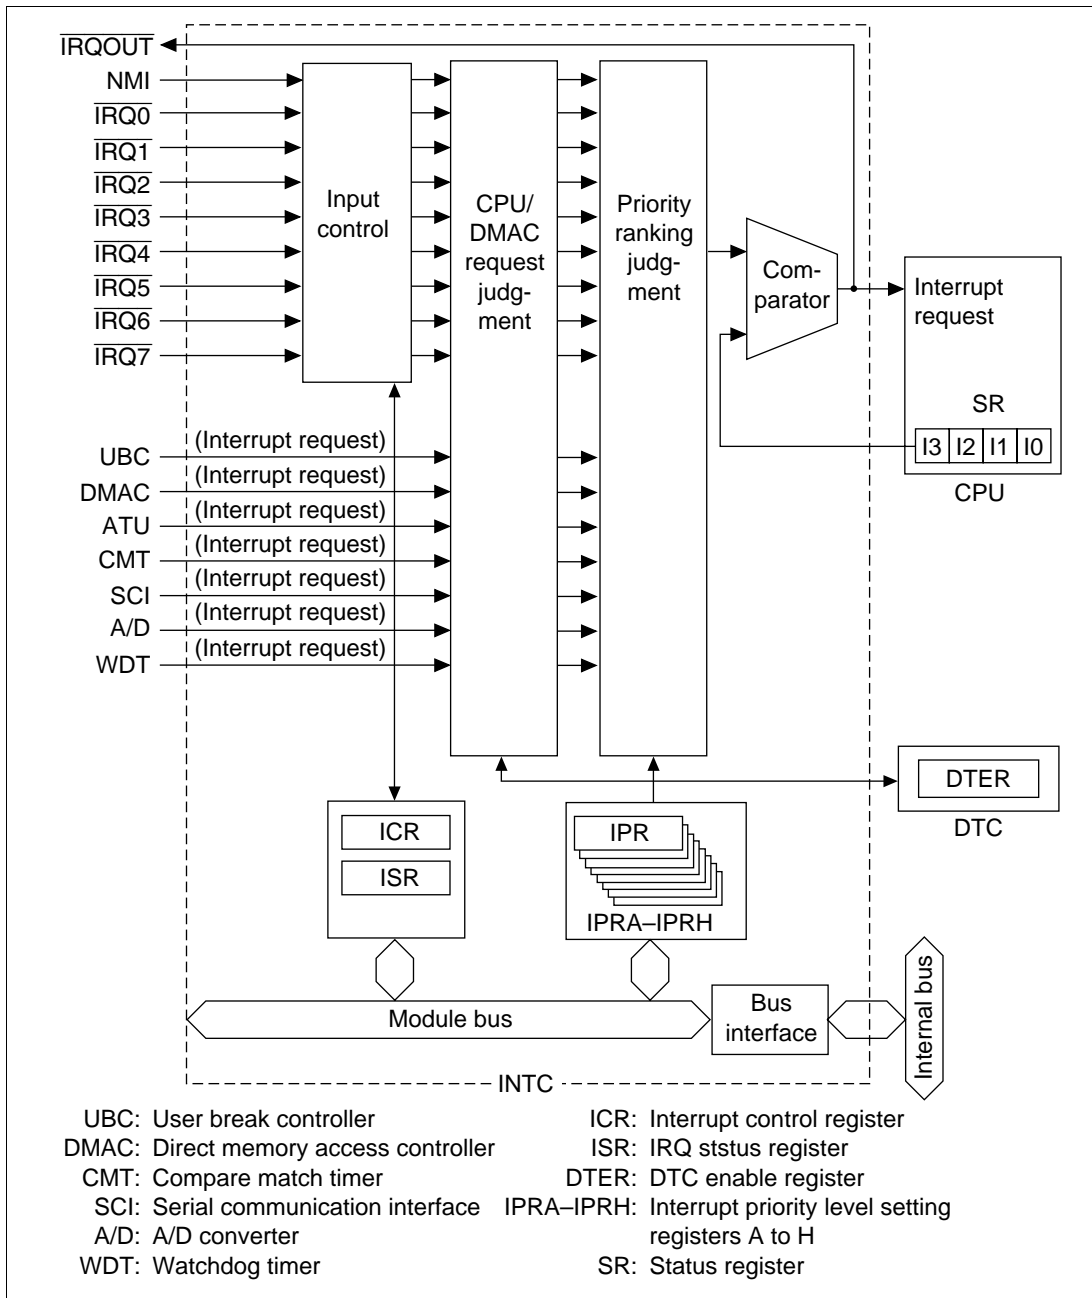 IRQOUT
NMI
IRQ0
IRQ1
IRQ2
IRQ3
IRQ4
IRQ5
IRQ6
IRQ7
Input
control
CPU/
DMAC
request
judg-
ment
Priority
ranking
judg-
ment
Com-
parator
Interrupt
request
SR
I3 I2 I1 I0
CPU
UBC (Interrupt request)
DMAC (Interrupt request)
ATU (Interrupt request)
CMT (Interrupt request)
SCI (Interrupt request)
A/D (Interrupt request)
WDT (Interrupt request)
DTER
DTC
ICR
ISR
IPR
IPRA–IPRH
Module bus
Bus
interface
Internal bus
INTC
UBC: User break controller
DMAC: Direct memory access controller
CMT: Compare match timer
SCI: Serial communication interface
A/D: A/D converter
WDT: Watchdog timer
ICR: Interrupt control register
ISR: IRQ ststus register
DTER: DTC enable register
IPRA–IPRH: Interrupt priority level setting
registers A to H
SR: Status register